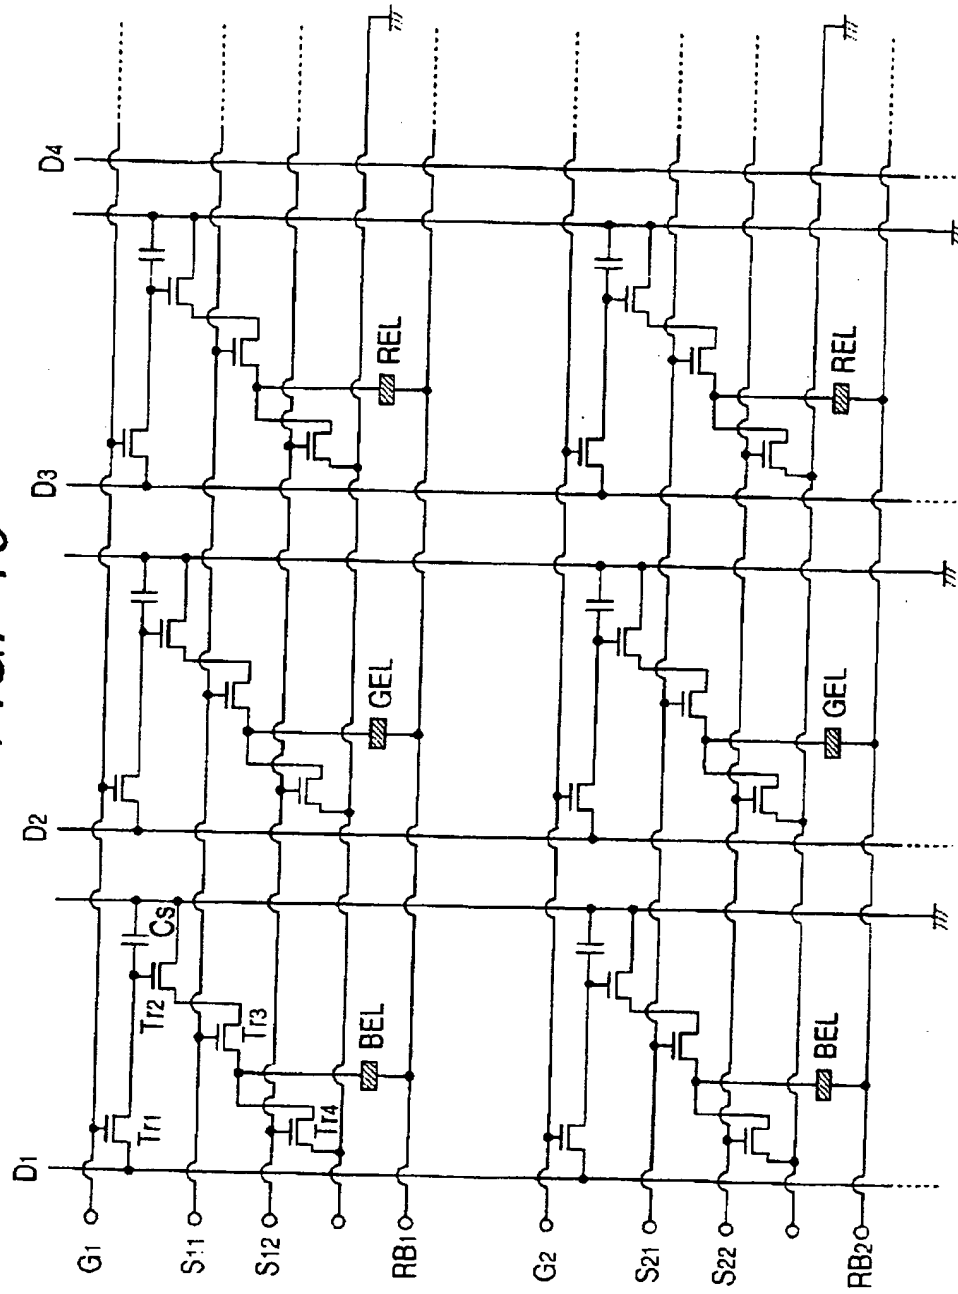 D1
D2
D3
D4
G1
Tr1
Tr2
Cs
S11
Tr3
S12
Tr4
BEL
GEL
REL
RB1
G2
S21
S22
BEL
GEL
REL
RB2